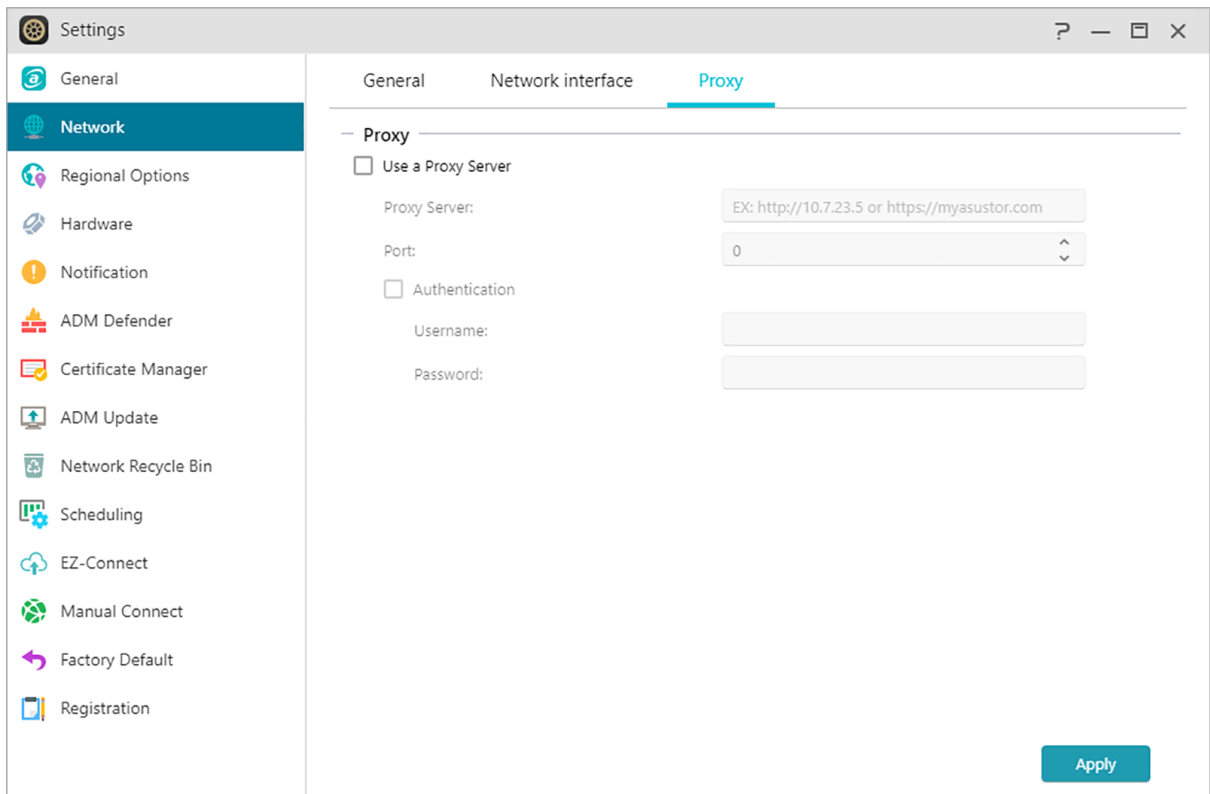 Settings
General
Network
Regional Options
Hardware
Notification
ADM Defender
Certificate Manager
ADM Update
Network Recycle Bin
Scheduling
EZ-Connect
Manual Connect
Factory Default
Registration
General Network interface Proxy
Proxy
Use a Proxy Server
Proxy Server: EX: http://10.7.23.5 or https://myasustor.com
Port: 0
Authentication
Username:
Password:
Apply